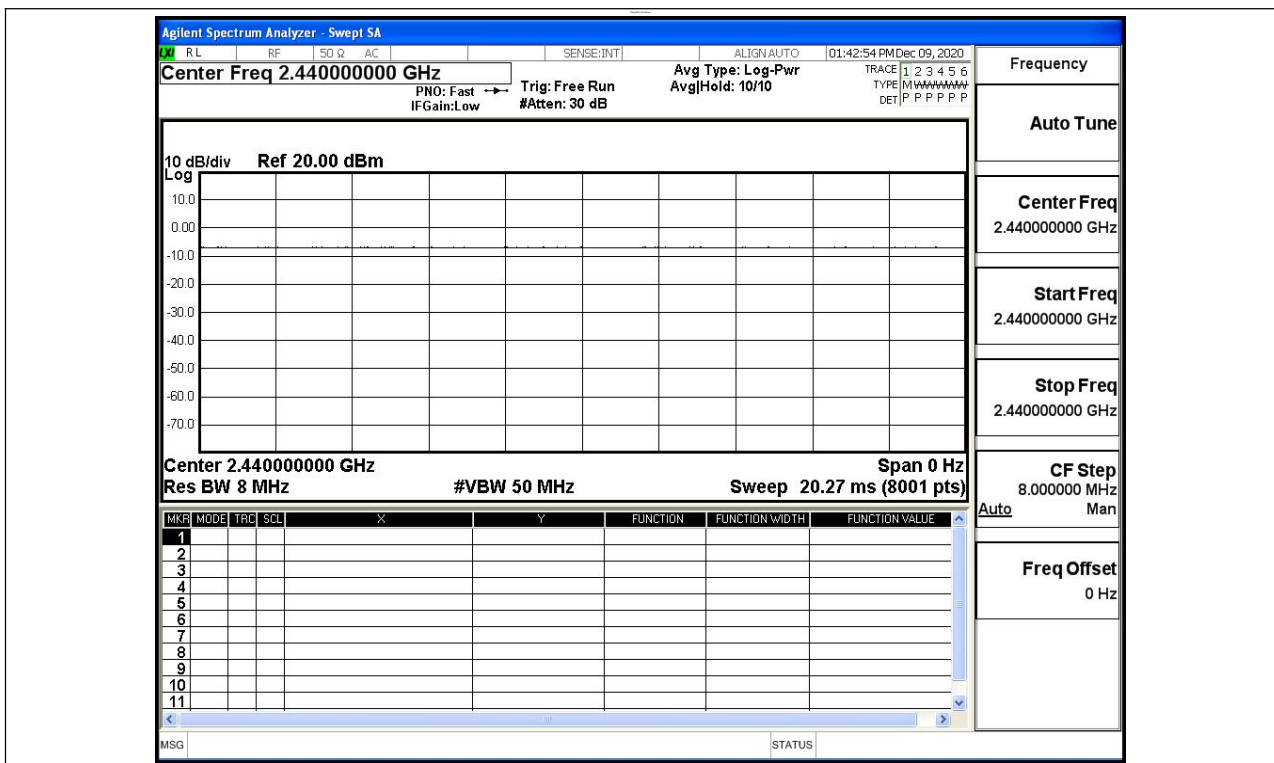 Agilent Spectrum Analyzer - Swept SA
RL RF 50 Ω AC SENSE:INT ALIGNAUTO 01:42:54 PM Dec 09, 2020
Center Freq 2.440000000 GHz
PNO: Fast
IFGain:Low
Trig: Free Run
#Atten: 30 dB
Avg Type: Log-Pwr
Avg|Hold: 10/10
TRACE 1 2 3 4 5 6
TYPE M WWWWW
DET P P P P P P
10 dB/div Ref 20.00 dBm
Log
10.0
0.00
-10.0
-20.0
-30.0
-40.0
-50.0
-60.0
-70.0
Center 2.440000000 GHz Span 0 Hz
Res BW 8 MHz #VBW 50 MHz Sweep 20.27 ms (8001 pts)
MKR MODE TRC SCL X Y FUNCTION FUNCTION WIDTH FUNCTION VALUE
1
2
3
4
5
6
7
8
9
10
11
MSG STATUS
Frequency
Auto Tune
Center Freq
2.440000000 GHz
Start Freq
2.440000000 GHz
Stop Freq
2.440000000 GHz
CF Step
8.000000 MHz
Auto Man
Freq Offset
0 Hz